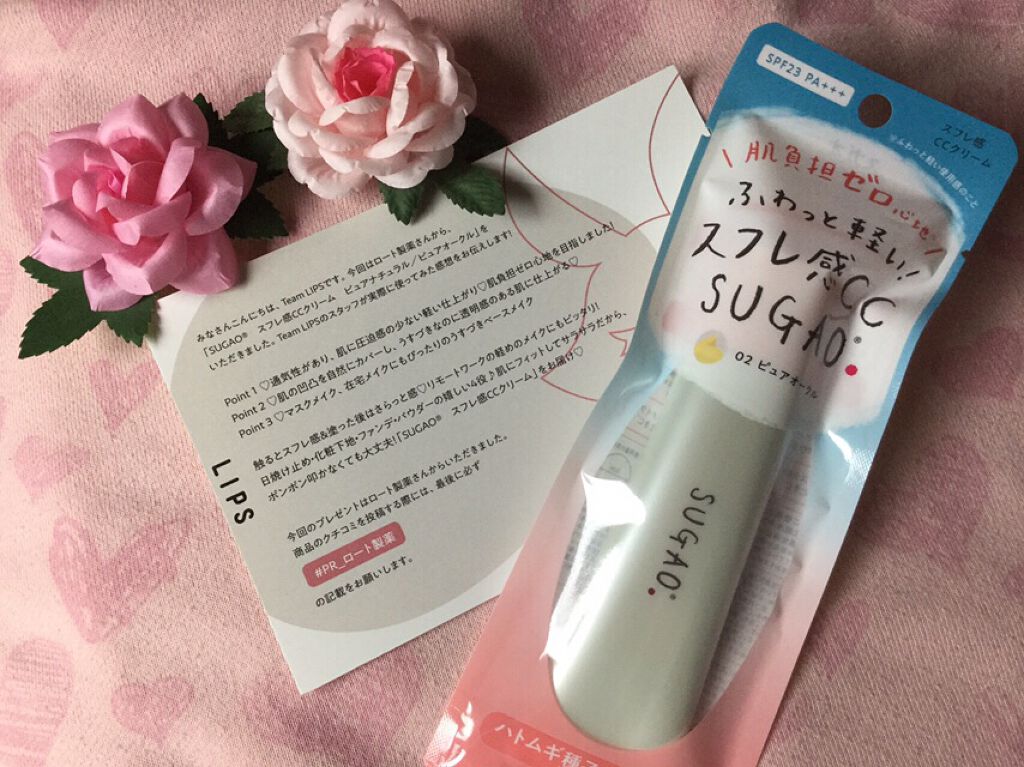 みなさんこんにちは、Team LIPSです。今回はロート製薬さんから、
「SUGAO® スフレ感CCクリーム ピュアナチュラル／ピュアオークル」を
いただきました。Team LIPSのスタッフが実際に使ってみた感想をお伝えします!
Point 1 ♡通気性があり、肌に圧迫感の少ない軽い仕上がり♡肌負担ゼロ心地を目指しました!
Point 2 ♡肌の凹凸を自然にカバーし、うすづきなのに透明感のある肌に仕上がる♡
Point 3 ♡マスクメイク、在宅メイクにもぴったりのうすづきベースメイク
触るとスフレ感&塗った後はさらっと感♡リモートワークの軽めのメイクにもピッタリ!
日焼け止め・化粧下地・ファンデ・パウダーの嬉しい4役♪肌にフィットしてサラサラだから、
ポンポン叩かなくても大丈夫!「SUGAO® スフレ感CCクリーム」をお届け♡
今回のプレゼントはロート製薬さんからいただきました。
商品のクチコミを投稿する際には、最後に必ず
#PR_ロート製薬
の記載をお願いします。
LIPS
SPF23 PA+++
スフレ感
CCクリーム
※ふわっと軽い使用感のこと
肌負担ゼロ心地
ふわっと軽い!
スフレ感CC
SUGAO®
02 ピュアオークル
SUGAO®
ハトムギ種